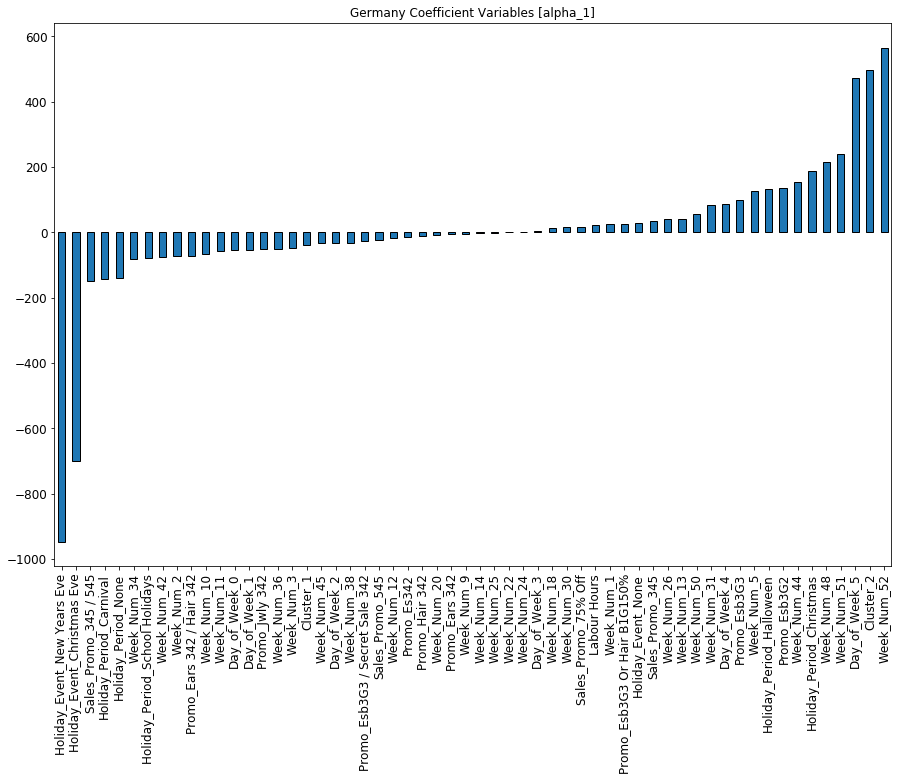 Germany Coefficient Variables [alpha_1]
600
400
200
0
−200
−400
−600
−800
−1000
Holiday_Event_New Years Eve
Holiday_Event_Christmas Eve
Sales_Promo_345 / 545
Holiday_Period_Carnival
Holiday_Period_None
Week_Num_34
Holiday_Period_School Holidays
Week_Num_42
Week_Num_2
Promo_Ears 342 / Hair 342
Week_Num_10
Week_Num_11
Day_of_Week_0
Day_of_Week_1
Promo_Jwly 342
Week_Num_36
Week_Num_3
Cluster_1
Week_Num_45
Day_of_Week_2
Week_Num_38
Promo_Esb3G3 / Secret Sale 342
Sales_Promo_545
Week_Num_12
Promo_Es342
Promo_Hair 342
Week_Num_20
Promo_Ears 342
Week_Num_9
Week_Num_14
Week_Num_25
Week_Num_22
Week_Num_24
Day_of_Week_3
Week_Num_18
Week_Num_30
Sales_Promo_75% Off
Labour Hours
Week_Num_1
Promo_Esb3G3 Or Hair B1G150%
Holiday_Event_None
Sales_Promo_345
Week_Num_26
Week_Num_13
Week_Num_50
Week_Num_31
Day_of_Week_4
Promo_Esb3G3
Week_Num_5
Holiday_Period_Halloween
Promo_Esb3G2
Week_Num_44
Holiday_Period_Christmas
Week_Num_48
Week_Num_51
Day_of_Week_5
Cluster_2
Week_Num_52